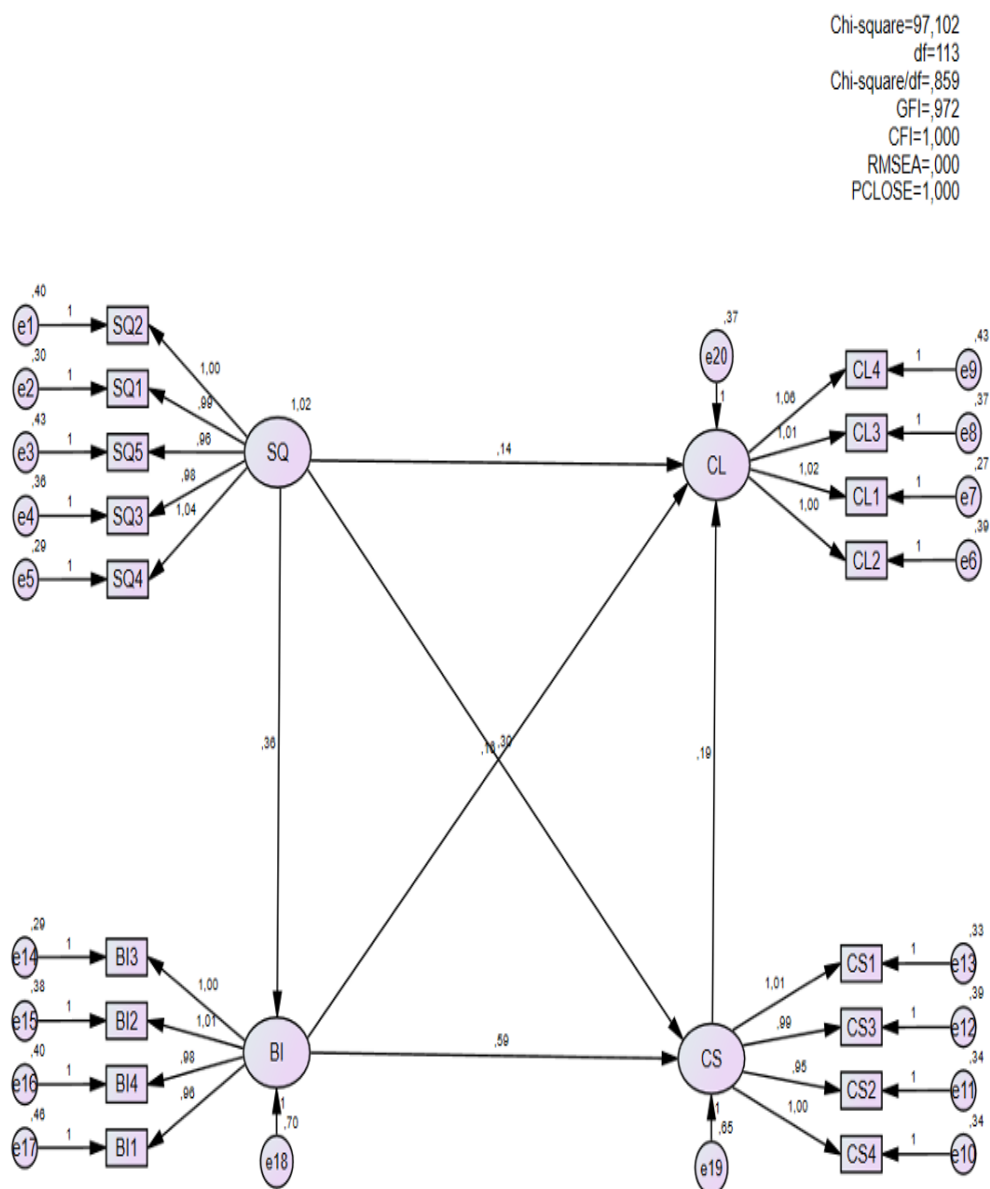 Chi-square=97,102
df=113
Chi-square/df=,859
GFI=,972
CFI=1,000
RMSEA=,000
PCLOSE=1,000
,40
e1 1 SQ2
,30
e2 1 SQ1
,43
e3 1 SQ5
,36
e4 1 SQ3
,29
e5 1 SQ4
1,00
,99
,96
,98
1,04
1,02
SQ
,14
,37
e20
1
CL
1,06
1,01
1,02
1,00
,43
CL4 1 e9
,37
CL3 1 e8
,27
CL1 1 e7
,39
CL2 1 e6
,36
,30
,19
,29
e14 1 BI3
,38
e15 1 BI2
,40
e16 1 BI4
,46
e17 1 BI1
1,00
1,01
,98
,96
BI
1
,70
e18
,59
CS
1
,65
e19
1,01
,99
,95
1,00
,33
CS1 1 e13
,39
CS3 1 e12
,34
CS2 1 e11
,34
CS4 1 e10